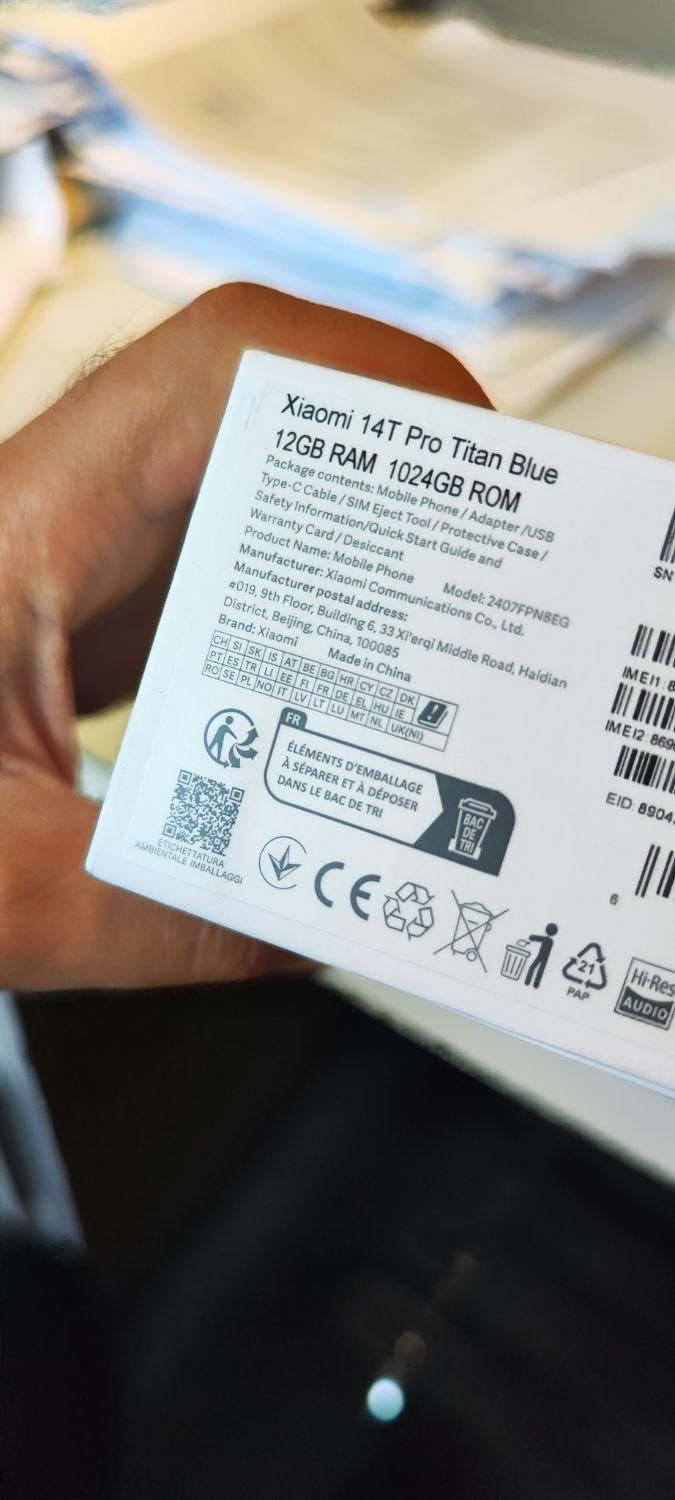 Xiaomi 14T Pro Titan Blue
12GB RAM 1024GB ROM
Package contents: Mobile Phone / Adapter /USB
Type-C Cable / SIM Eject Tool / Protective Case /
Safety Information/Quick Start Guide and
Warranty Card / Desiccant
Product Name: Mobile Phone Model: 2407FPN8EG
Manufacturer: Xiaomi Communications Co., Ltd.
Manufacturer postal address:
#019, 9th Floor, Building 6, 33 Xi'erqi Middle Road, Haidian
District, Beijing, China, 100085
Brand: Xiaomi Made in China
CH SI SK IS AT BE BG HR CY CZ DK
PT ES TR LI EE FI FR DE EL HU IE
RO SE PL NO IT LV LT LU MT NL UK(NI)
FR
ÉLÉMENTS D'EMBALLAGE
À SÉPARER ET À DÉPOSER
DANS LE BAC DE TRI
BAC
DE
TRI
ETICHETTATURA
AMBIENTALE IMBALLAGGI
CE
21
PAP
Hi-Res
AUDIO
SN
IMEI1: 8
IMEI2: 869
EID: 8904
6